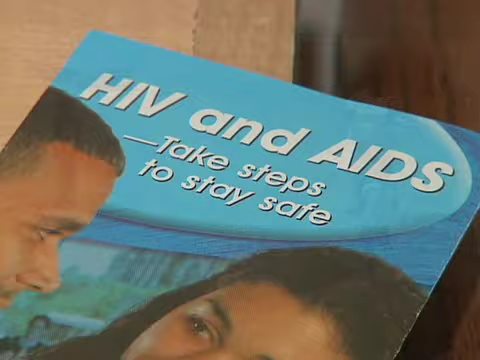 HIV and AIDS
—Take steps
to stay safe